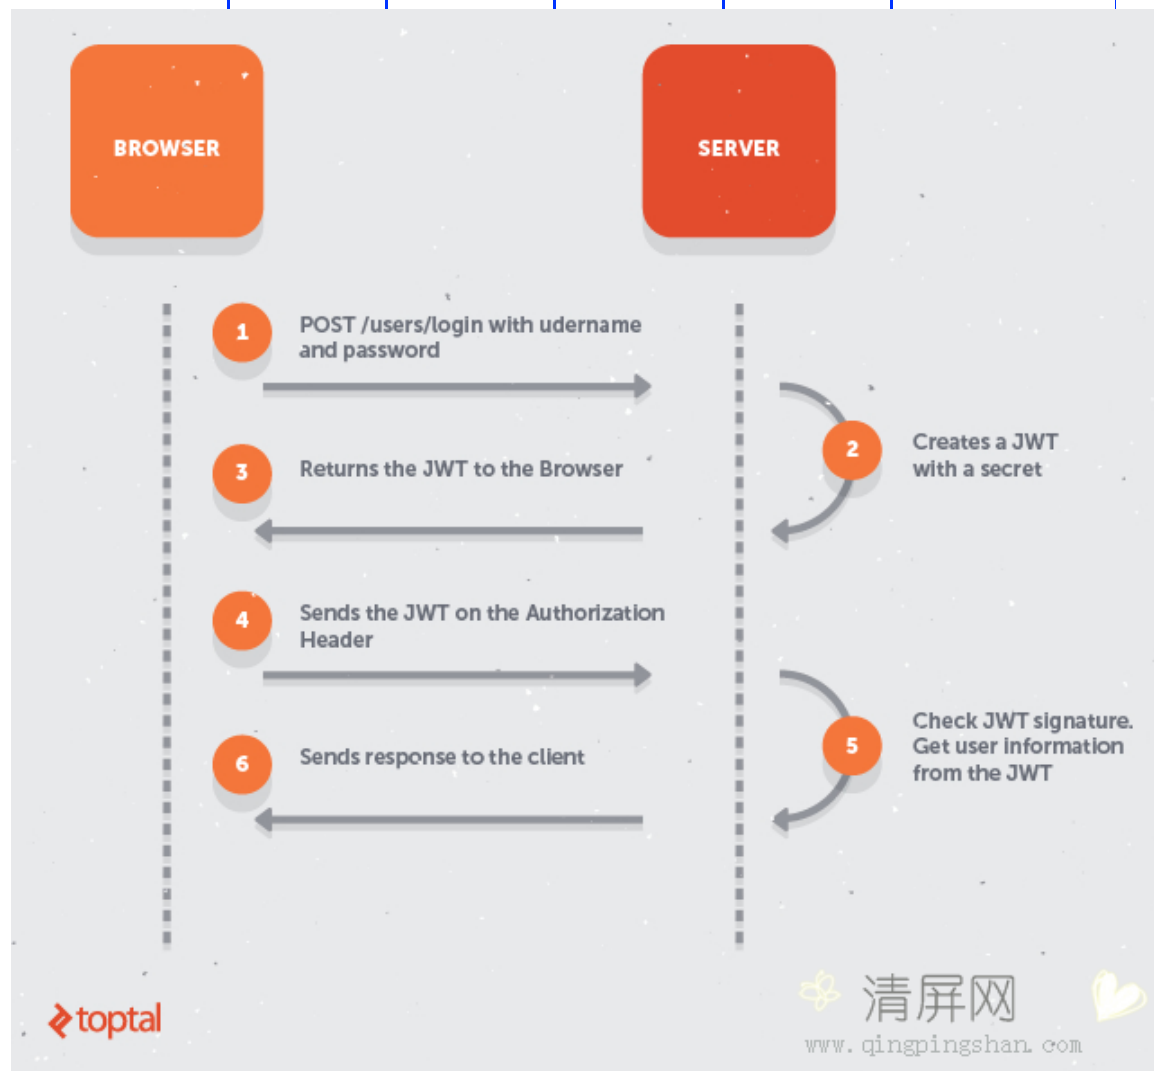 BROWSER
SERVER
1
POST /users/login with udername
and password
2
Creates a JWT
with a secret
3
Returns the JWT to the Browser
4
Sends the JWT on the Authorization
Header
5
Check JWT signature.
Get user information
from the JWT
6
Sends response to the client
toptal
清屏网
www.qingpingshan.com